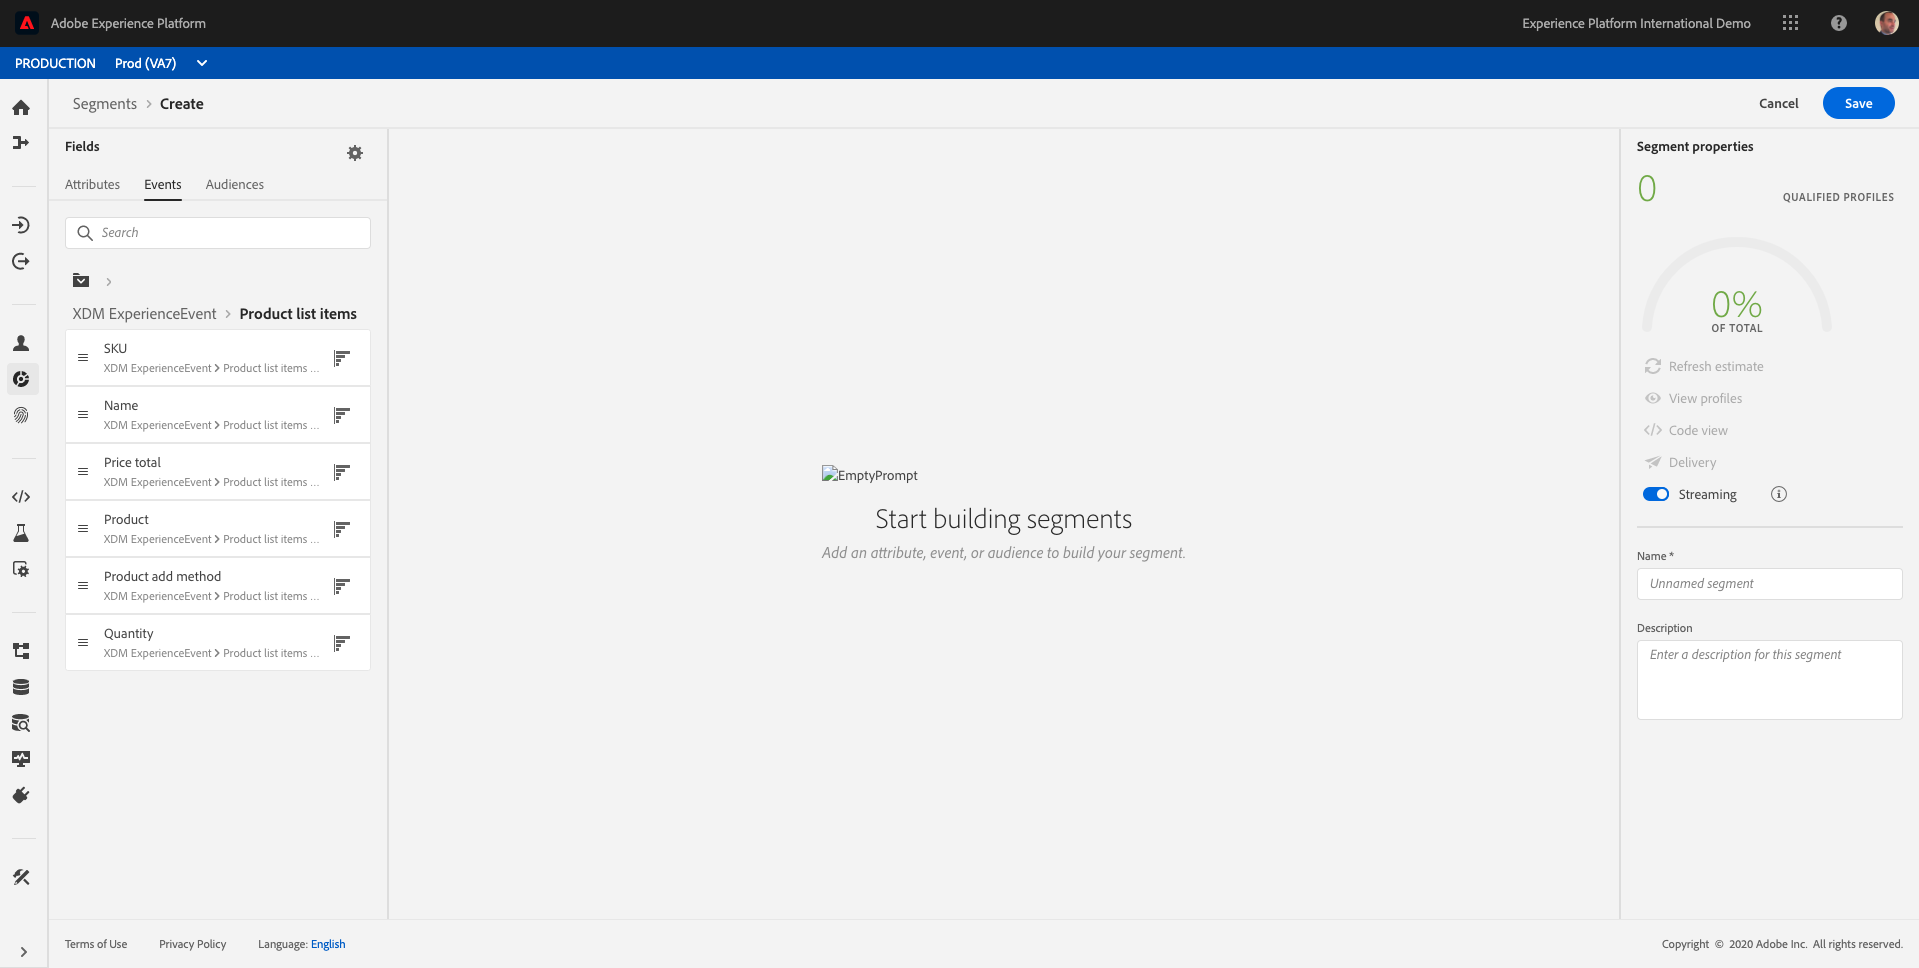 Adobe Experience Platform
Experience Platform International Demo
PRODUCTION Prod (VA7)
Segments > Create
Cancel
Save
Fields
Attributes Events Audiences
Search
XDM ExperienceEvent > Product list items
SKU
XDM ExperienceEvent > Product list items ...
Name
XDM ExperienceEvent > Product list items ...
Price total
XDM ExperienceEvent > Product list items ...
Product
XDM ExperienceEvent > Product list items ...
Product add method
XDM ExperienceEvent > Product list items ...
Quantity
XDM ExperienceEvent > Product list items ...
EmptyPrompt
Start building segments
Add an attribute, event, or audience to build your segment.
Segment properties
0
QUALIFIED PROFILES
0%
OF TOTAL
Refresh estimate
View profiles
Code view
Delivery
Streaming
Name *
Unnamed segment
Description
Enter a description for this segment
Terms of Use Privacy Policy Language: English
Copyright © 2020 Adobe Inc. All rights reserved.